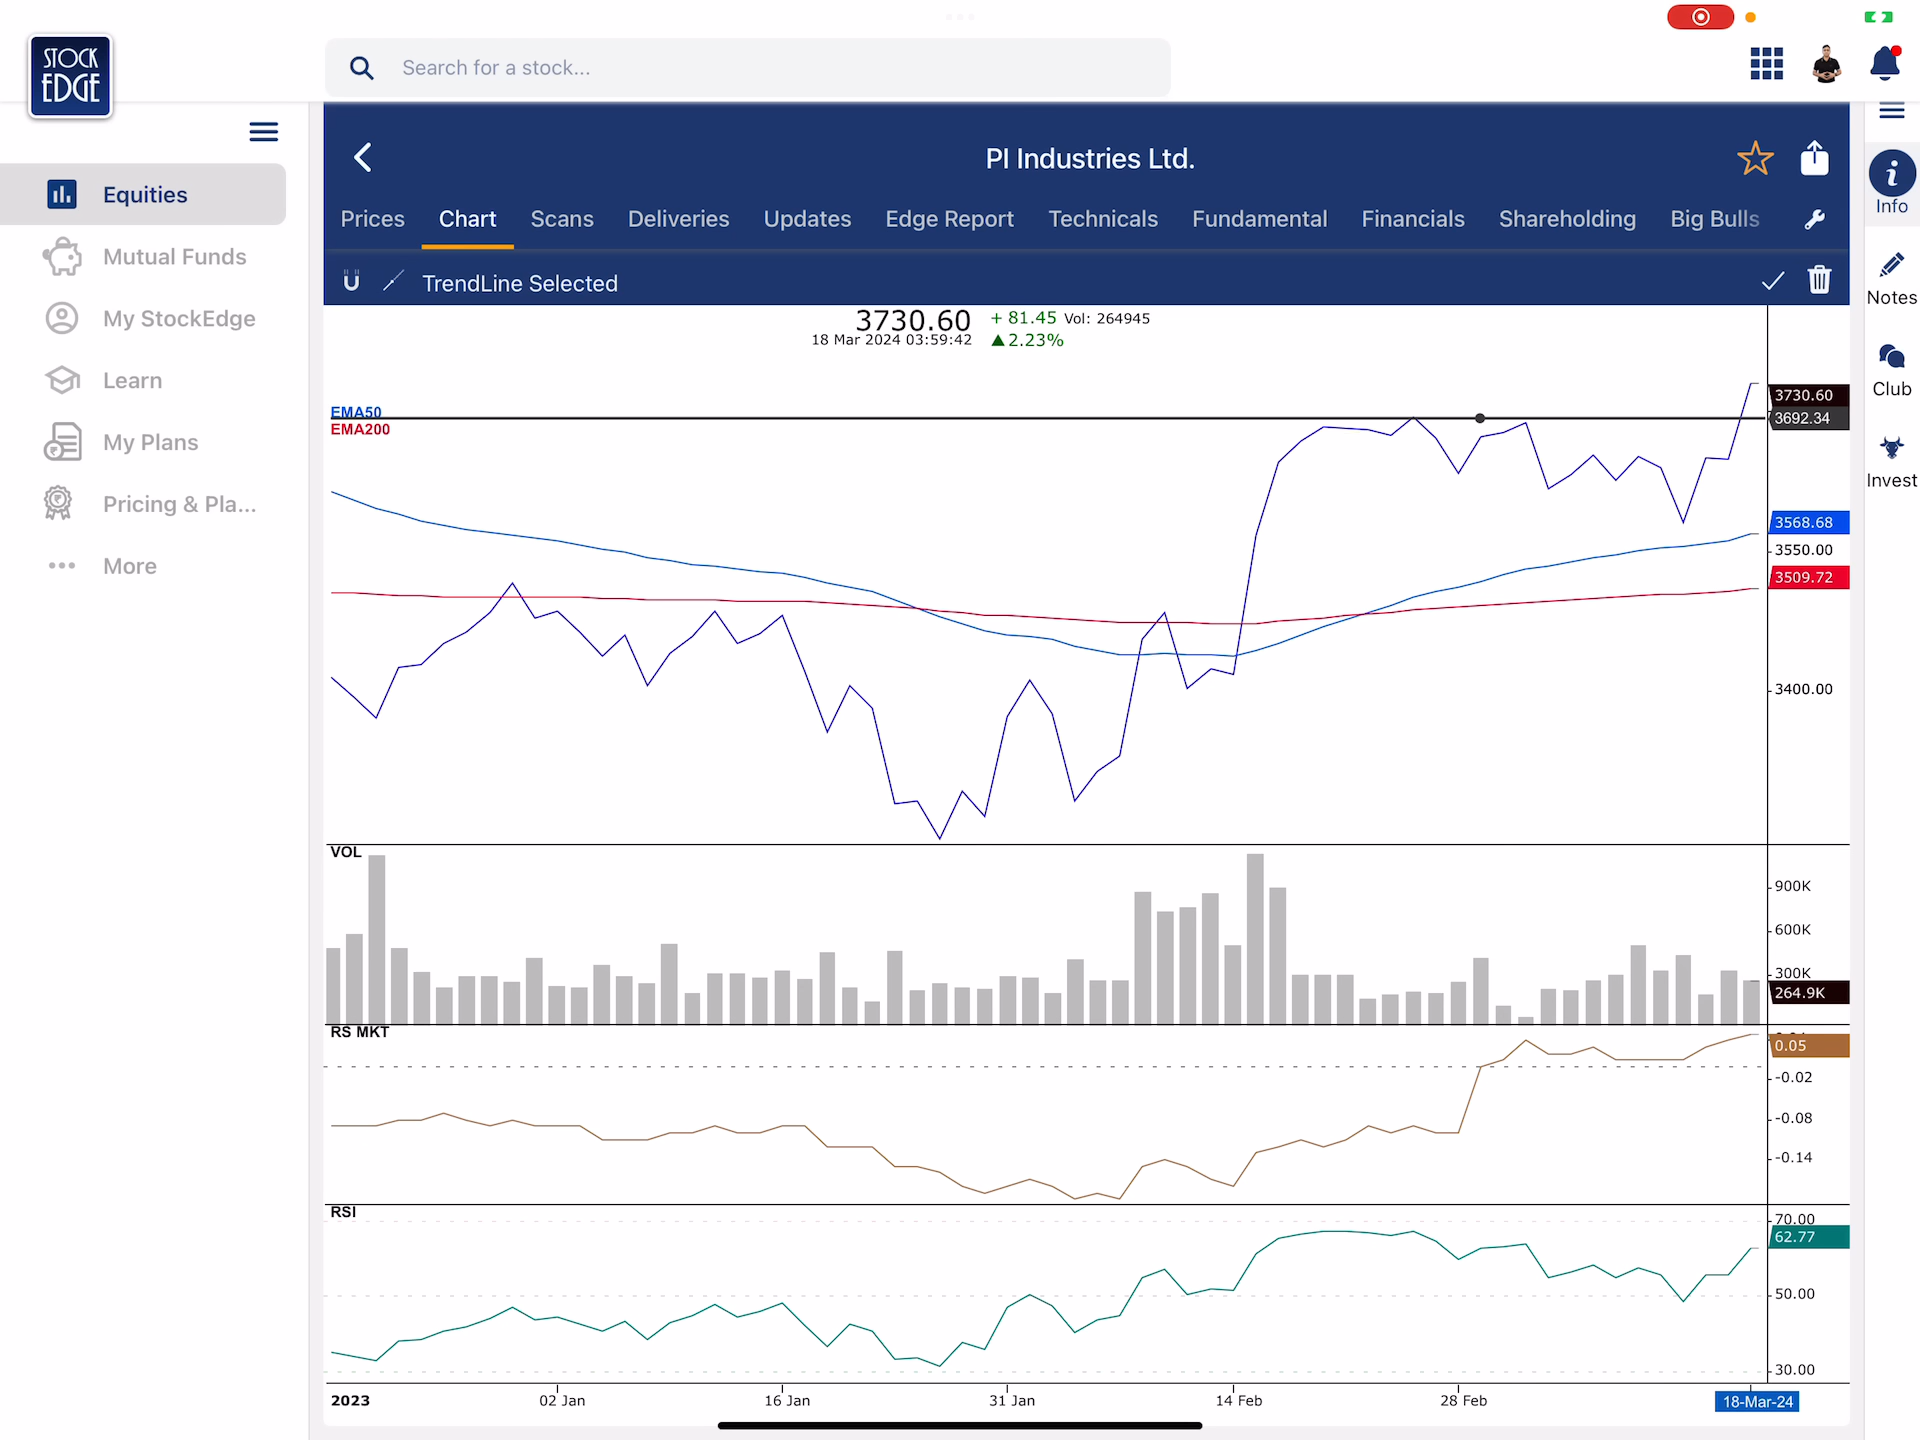 STOCK
EDGE
Search for a stock...
Equities
Mutual Funds
My StockEdge
Learn
My Plans
Pricing & Pla...
More
PI Industries Ltd.
Prices Chart Scans Deliveries Updates Edge Report Technicals Fundamental Financials Shareholding Big Bulls
TrendLine Selected
3730.60 + 81.45 Vol: 264945
18 Mar 2024 03:59:42 ▲2.23%
EMA50
EMA200
3730.60
3692.34
3568.68
3550.00
3509.72
3400.00
VOL
900K
600K
300K
264.9K
RS MKT
0.05
-0.02
-0.08
-0.14
RSI
70.00
62.77
50.00
30.00
2023 02 Jan 16 Jan 31 Jan 14 Feb 28 Feb 18-Mar-24
Info
Notes
Club
Invest